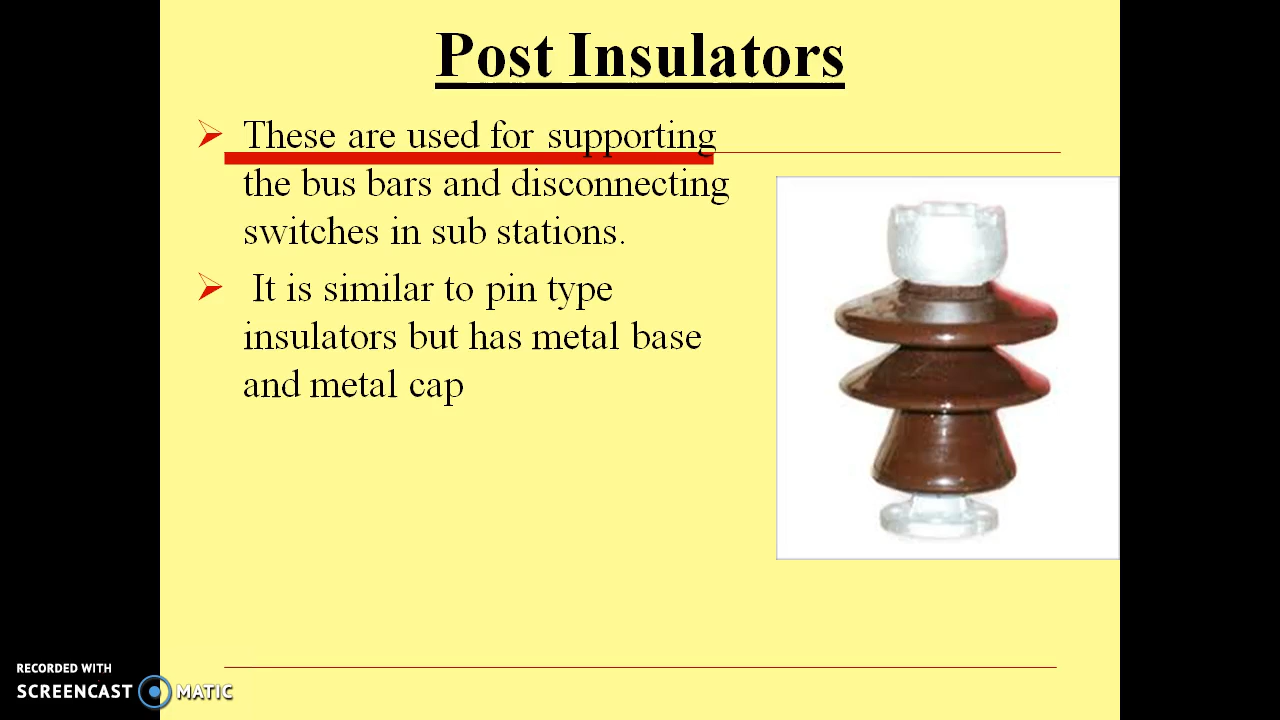 Post Insulators
These are used for supporting
the bus bars and disconnecting
switches in sub stations.
It is similar to pin type
insulators but has metal base
and metal cap
RECORDED WITH
SCREENCAST MATIC